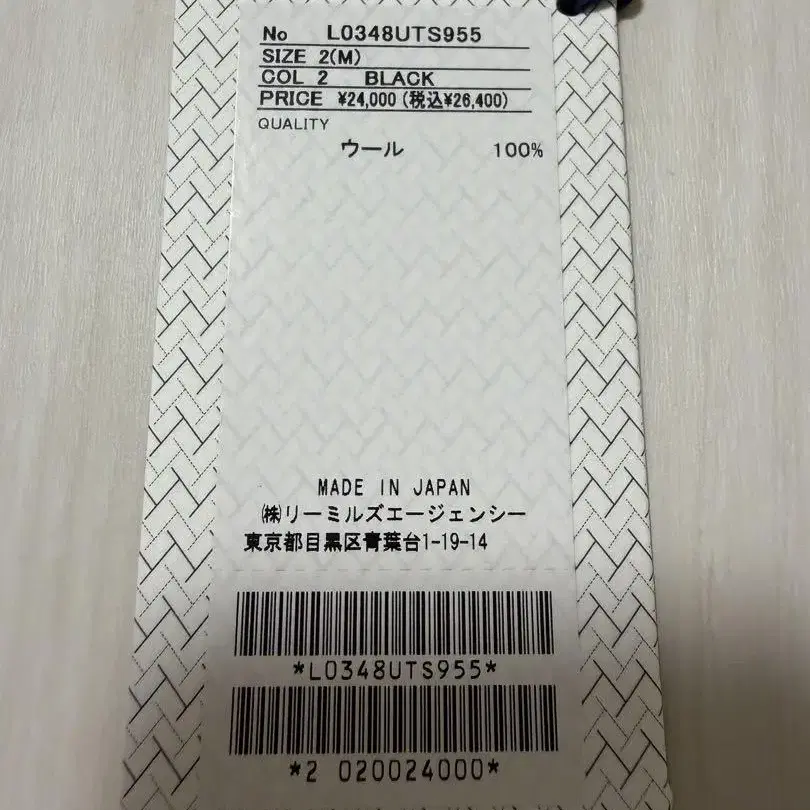 No L0348UTS955
SIZE 2(M)
COL 2 BLACK
PRICE ¥24,000(税込¥26,400)
QUALITY
ウール 100%
MADE IN JAPAN
㈱リーミルズエージェンシー
東京都目黒区青葉台1-19-14
*L0348UTS955*
*2 020024000*